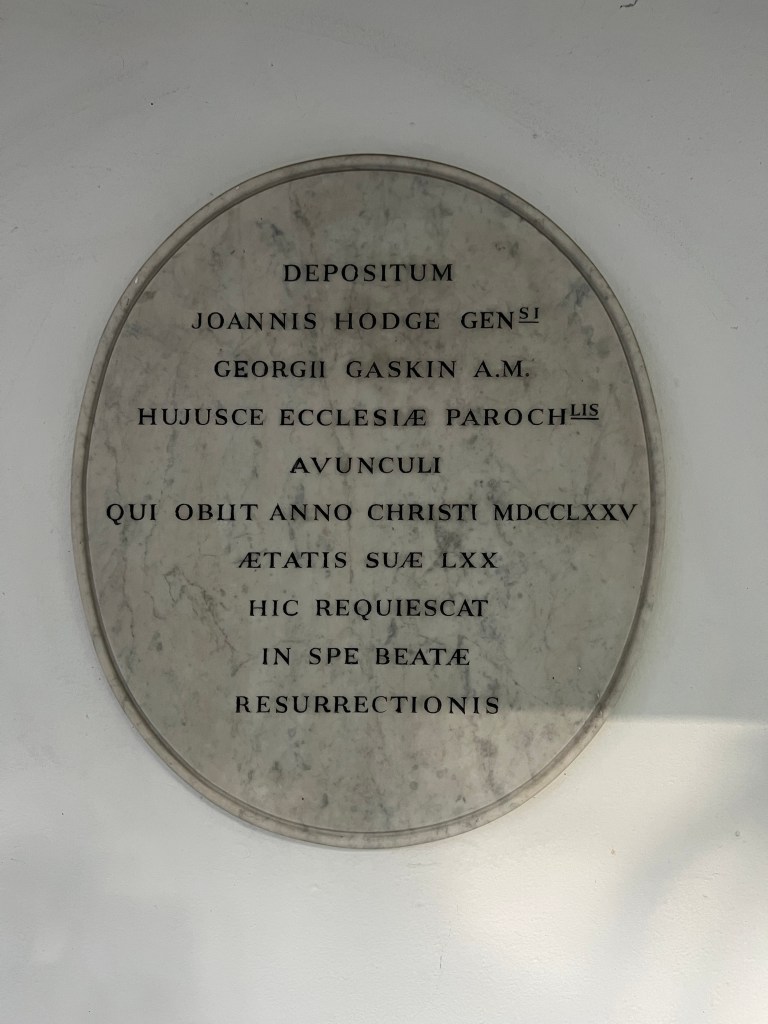 DEPOSITUM
JOANNIS HODGE GENSI
GEORGII GASKIN A.M.
HUJUSCE ECCLESIÆ PAROCHLIS
AVUNCULI
QUI OBIIT ANNO CHRISTI MDCCLXXV
ÆTATIS SUÆ LXX
HIC REQUIESCAT
IN SPE BEATÆ
RESURRECTIONIS